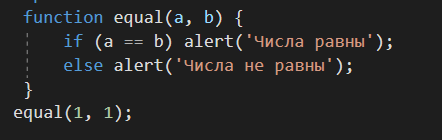 function equal(a, b) {
if (a == b) alert('Числа равны');
else alert('Числа не равны');
}
equal(1, 1);